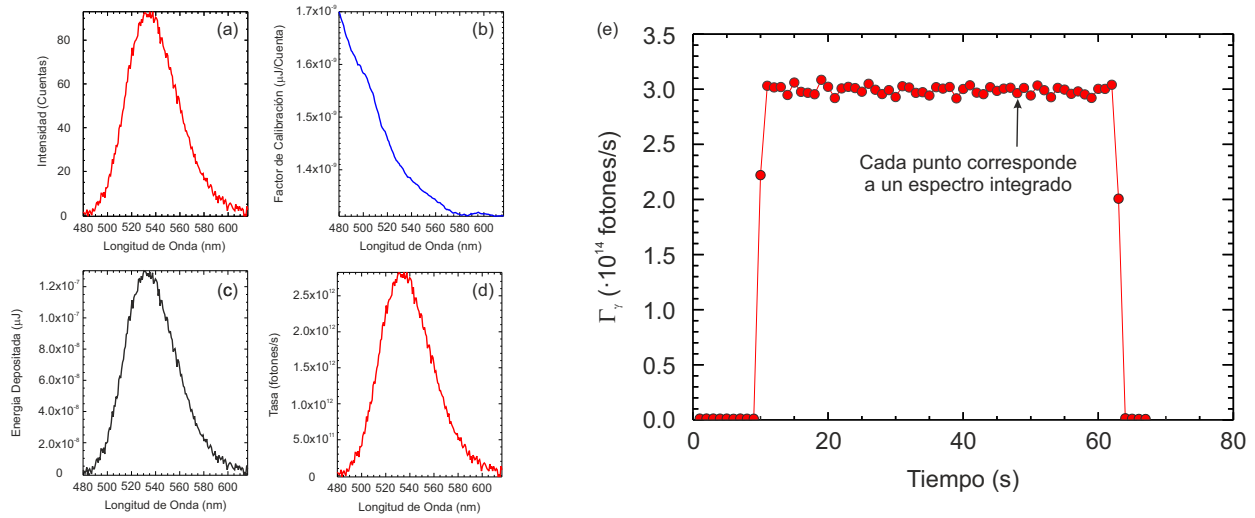 (a)
Intensidad (Cuentas)
80
60
40
20
0
480 500 520 540 560 580 600
Longitud de Onda (nm)
(b)
Factor de Calibración (μJ/Cuenta)
1.7x10⁻⁹
1.6x10⁻⁹
1.5x10⁻⁹
1.4x10⁻⁹
480 500 520 540 560 580 600
Longitud de Onda (nm)
(c)
Energia Depositada (μJ)
1.2x10⁻⁷
1.0x10⁻⁷
8.0x10⁻⁸
6.0x10⁻⁸
4.0x10⁻⁸
2.0x10⁻⁸
0
480 500 520 540 560 580 600
Longitud de Onda (nm)
(d)
Tasa (fotones/s)
2.5x10¹²
2.0x10¹²
1.5x10¹²
1.0x10¹²
5.0x10¹¹
0
480 500 520 540 560 580 600
Longitud de Onda (nm)
(e)
Γγ (·10¹⁴ fotones/s)
3.5
3.0
2.5
2.0
1.5
1.0
0.5
0.0
Cada punto corresponde
a un espectro integrado
0 20 40 60 80
Tiempo (s)